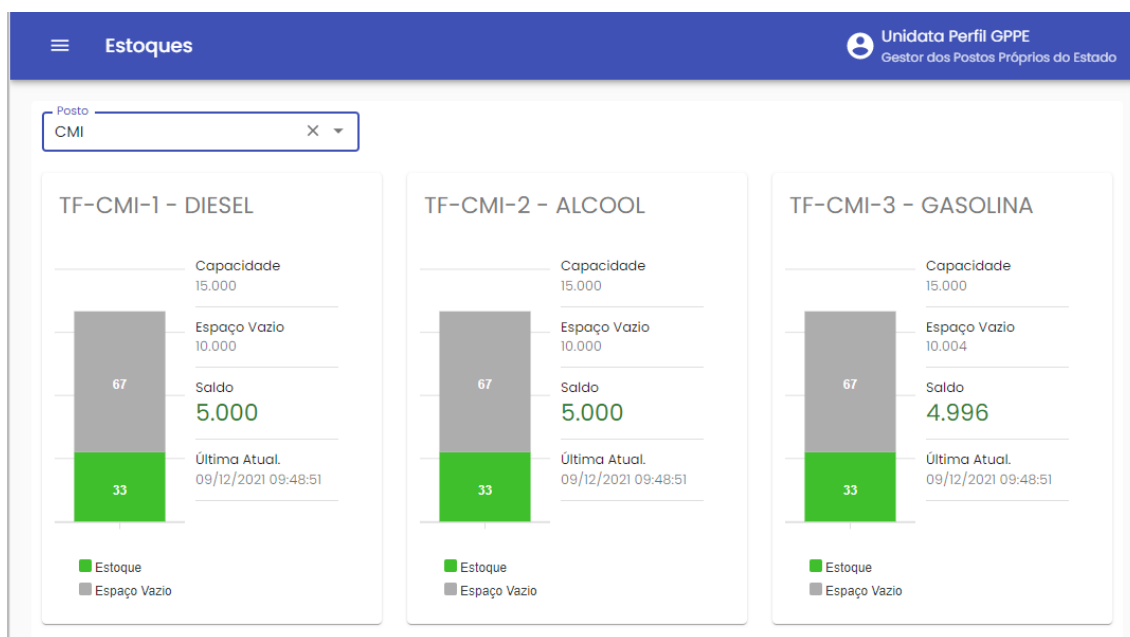 Estoques
Unidata Perfil GPPE
Gestor dos Postos Próprios do Estado
Posto
CMI
TF-CMI-1 - DIESEL
Capacidade
15.000
Espaço Vazio
10.000
67
Saldo
5.000
Última Atual.
09/12/2021 09:48:51
33
Estoque
Espaço Vazio
TF-CMI-2 - ALCOOL
Capacidade
15.000
Espaço Vazio
10.000
67
Saldo
5.000
Última Atual.
09/12/2021 09:48:51
33
Estoque
Espaço Vazio
TF-CMI-3 - GASOLINA
Capacidade
15.000
Espaço Vazio
10.004
67
Saldo
4.996
Última Atual.
09/12/2021 09:48:51
33
Estoque
Espaço Vazio